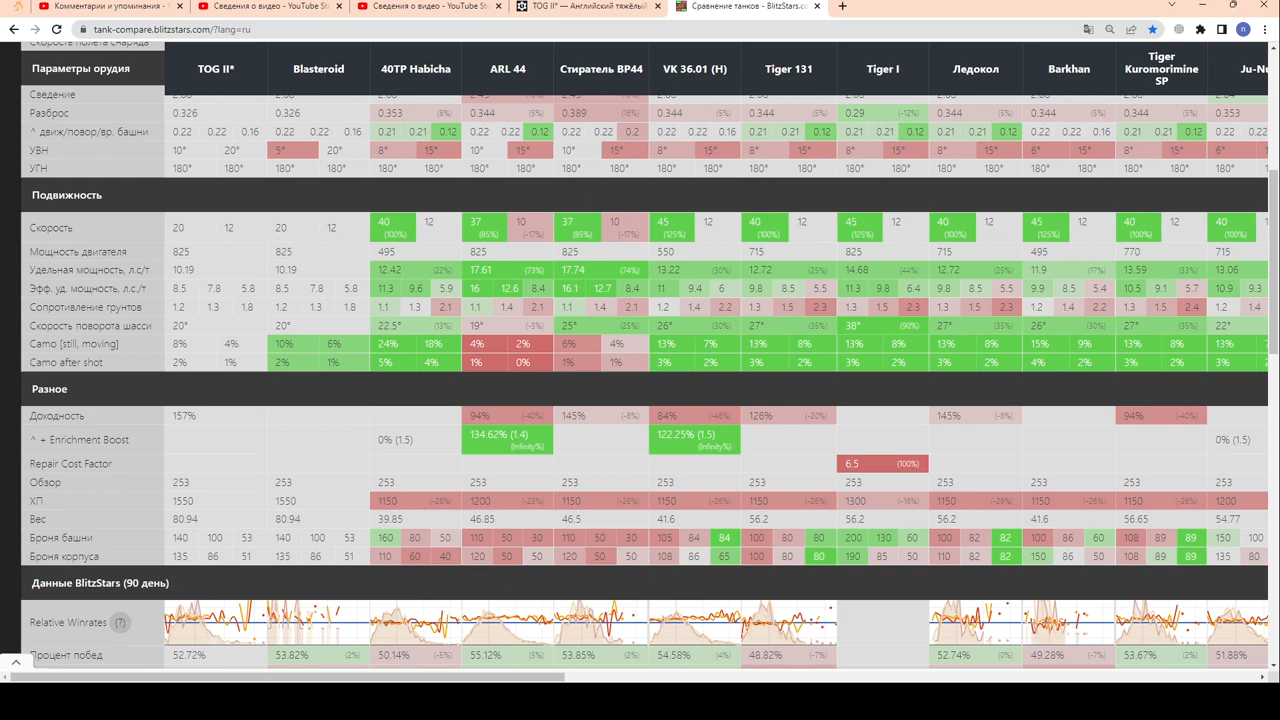 Комментарии и упоминания - Y
Сведения о видео - YouTube St
Сведения о видео - YouTube St
TOG II* — Английский тяжёлый
Сравнение танков - BlitzStars.co
tank-compare.blitzstars.com/?lang=ru
Скорость полёта снаряда
Параметры орудия TOG II* Blasteroid 40TP Habicha ARL 44 Стиратель BP44 VK 36.01 (H) Tiger 131 Tiger I Ледокол Barkhan Tiger Kuromorimine SP Ju-Nu
Сведение
Разброс 0.326 0.326 0.353 (8%) 0.344 (5%) 0.389 (16%) 0.344 (5%) 0.344 (5%) 0.29 (-12%) 0.344 (5%) 0.344 (5%) 0.344 (5%) 0.353
^ движ/повор/вр. башни 0.22 0.22 0.16 0.22 0.22 0.16 0.21 0.21 0.12 0.22 0.22 0.12 0.22 0.22 0.2 0.22 0.22 0.16 0.21 0.21 0.12 0.21 0.21 0.12 0.21 0.21 0.12 0.22 0.22 0.16 0.21 0.21 0.12 0.22 0.22
УВН 10° 20° 5° 20° 8° 15° 10° 15° 10° 15° 8° 15° 8° 15° 8° 15° 8° 15° 6° 15° 8° 15° 6° 15°
УГН 180° 180° 180° 180° 180° 180° 180° 180° 180° 180° 180° 180° 180° 180° 180° 180° 180° 180° 180° 180° 180° 180° 180° 180°
Подвижность
Скорость 20 12 20 12 40 (100%) 12 37 (85%) 10 (-17%) 37 (85%) 10 (-17%) 45 (125%) 12 40 (100%) 12 45 (125%) 12 40 (100%) 12 45 (125%) 12 40 (100%) 12 40 (100%) 12
Мощность двигателя 825 825 495 825 825 550 715 825 715 495 770 715
Удельная мощность, л.с/т 10.19 10.19 12.42 (22%) 17.61 (73%) 17.74 (74%) 13.22 (30%) 12.72 (25%) 14.68 (44%) 12.72 (25%) 11.9 (17%) 13.59 (33%) 13.06
Эфф. уд. мощность, л.с/т 8.5 7.8 5.8 8.5 7.8 5.8 11.3 9.6 5.9 16 12.6 8.4 16.1 12.7 8.4 11 9.4 6 9.8 8.5 5.5 11.3 9.8 6.4 9.8 8.5 5.5 9.9 8.5 5.4 10.5 9.1 5.7 10.9 9.3
Сопротивление грунтов 1.2 1.3 1.8 1.2 1.3 1.8 1.1 1.3 2.1 1.1 1.4 2.1 1.1 1.4 2.1 1.2 1.4 2.2 1.3 1.5 2.3 1.3 1.5 2.3 1.3 1.5 2.3 1.2 1.4 2.2 1.3 1.5 2.4 1.2 1.4
Скорость поворота шасси 20° 20° 22.5° (13%) 19° (-5%) 25° (25%) 26° (30%) 27° (35%) 38° (90%) 27° (35%) 26° (30%) 27° (35%) 22°
Camo [still, moving] 8% 4% 10% 6% 24% 18% 4% 2% 6% 4% 13% 7% 13% 8% 13% 8% 13% 8% 15% 9% 13% 8% 13%
Camo after shot 2% 1% 2% 1% 5% 4% 1% 0% 1% 1% 3% 2% 3% 2% 3% 2% 3% 2% 4% 2% 3% 2% 3%
Разное
Доходность 157% 94% (-40%) 145% (-8%) 84% (-46%) 126% (-20%) 145% (-8%) 94% (-40%)
^ + Enrichment Boost 0% (1.5) 134.62% (1.4) (Infinity%) 122.25% (1.5) (Infinity%) 0% (1.5)
Repair Cost Factor 6.5 (100%)
Обзор 253 253 253 253 253 253 253 253 253 253 253 253
ХП 1550 1550 1150 (-26%) 1200 (-23%) 1150 (-26%) 1150 (-26%) 1150 (-26%) 1300 (-16%) 1150 (-26%) 1150 (-26%) 1150 (-26%) 1200
Вес 80.94 80.94 39.85 46.85 46.5 41.6 56.2 56.2 56.2 41.6 56.65 54.77
Броня башни 140 100 53 140 100 53 160 80 50 110 50 30 110 50 30 105 84 84 100 80 80 200 130 60 100 82 82 100 86 60 108 89 89 150 100
Броня корпуса 135 86 51 135 86 51 110 60 40 120 50 50 120 50 50 108 86 65 100 80 80 190 80 80 110 82 82 150 86 50 108 89 89 135 80
Данные BlitzStars (90 день)
Relative Winrates (?)
Процент побед 52.72% 53.82% (2%) 50.14% (-5%) 55.12% (5%) 53.85% (2%) 54.58% (4%) 48.82% (-7%) 52.74% (0%) 49.28% (-7%) 53.67% (2%) 51.88%